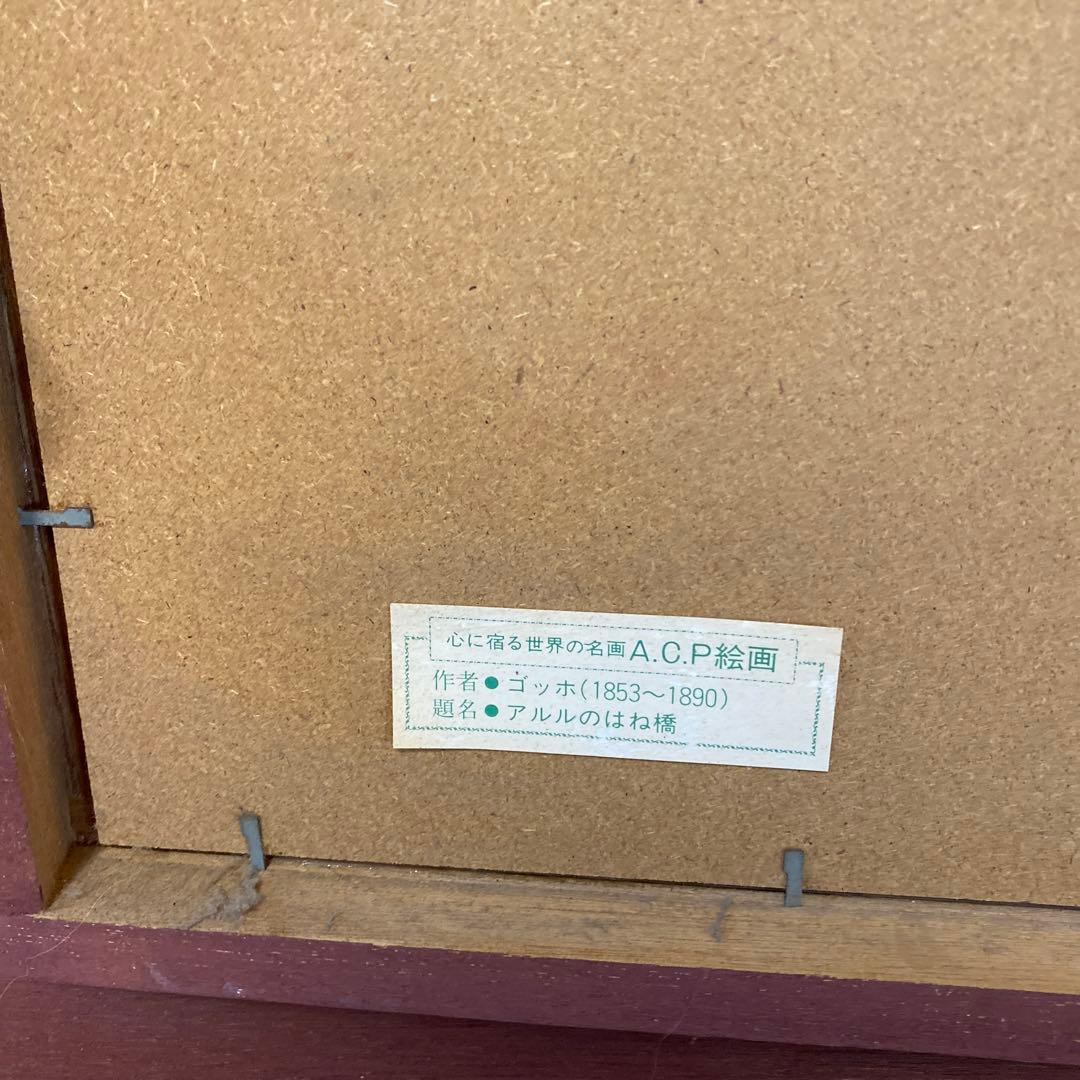 心に宿る世界の名画 A.C.P絵画
作者●ゴッホ(1853〜1890)
題名●アルルのはね橋